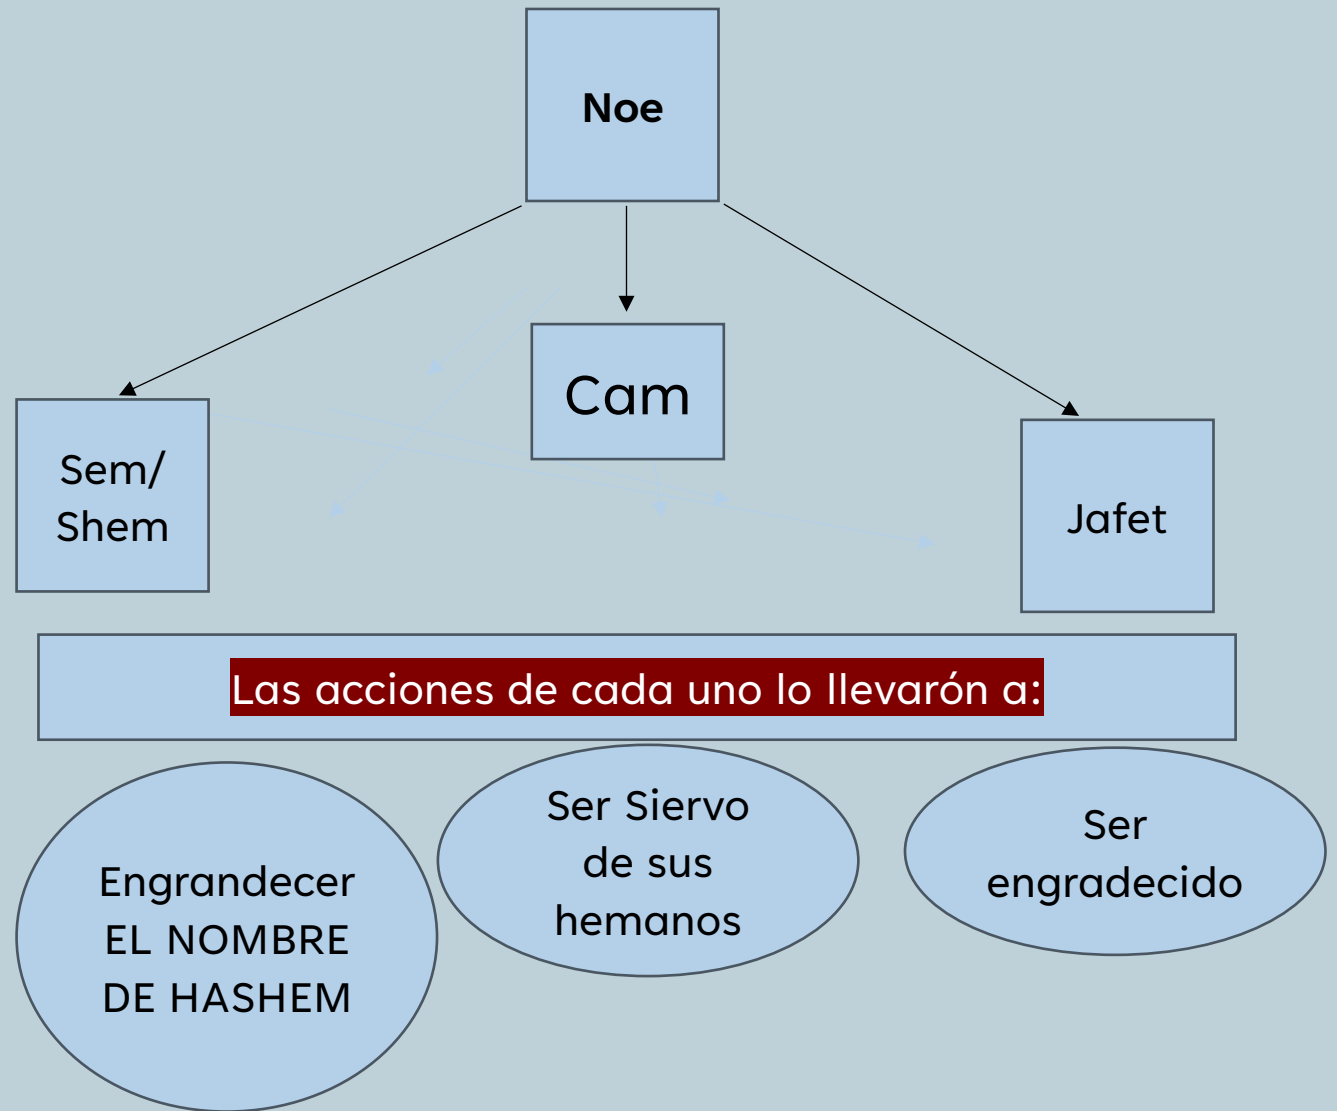 Noe
Cam
Sem/
Shem
Jafet
Las acciones de cada uno lo llevarón a:
Engrandecer
EL NOMBRE
DE HASHEM
Ser Siervo
de sus
hemanos
Ser
engradecido